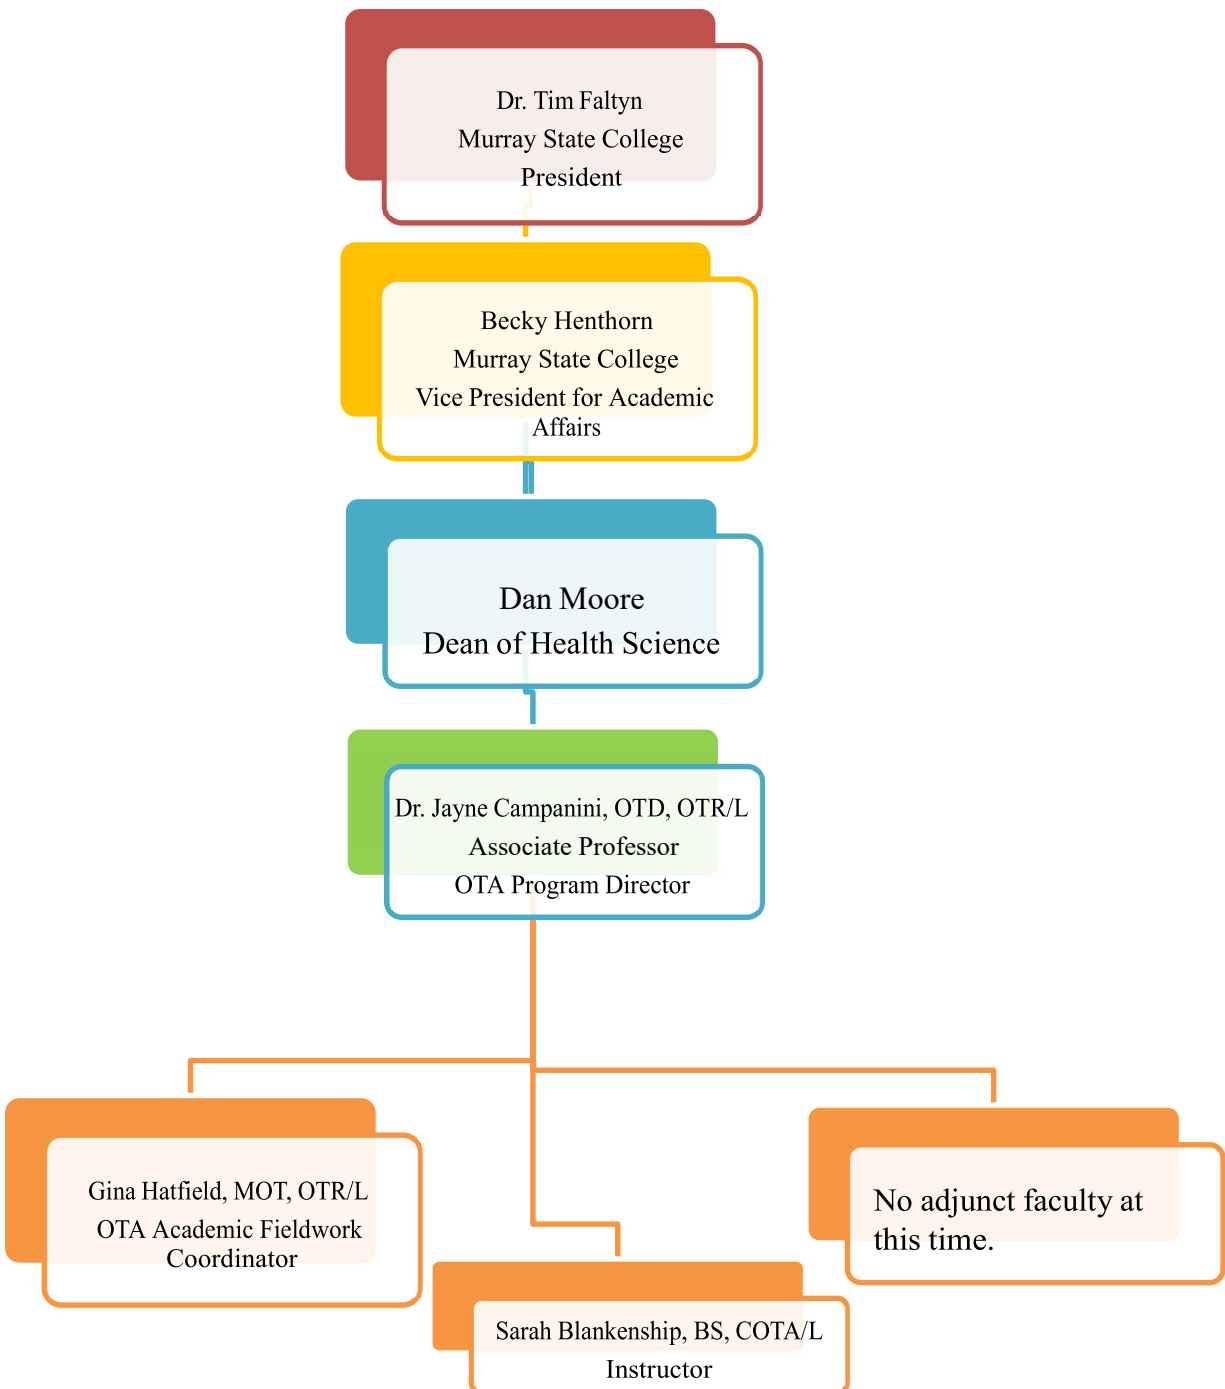 Dr. Tim Faltyn
Murray State College
President
Becky Henthorn
Murray State College
Vice President for Academic
Affairs
Dan Moore
Dean of Health Science
Dr. Jayne Campanini, OTD, OTR/L
Associate Professor
OTA Program Director
Gina Hatfield, MOT, OTR/L
OTA Academic Fieldwork
Coordinator
No adjunct faculty at
this time.
Sarah Blankenship, BS, COTA/L
Instructor